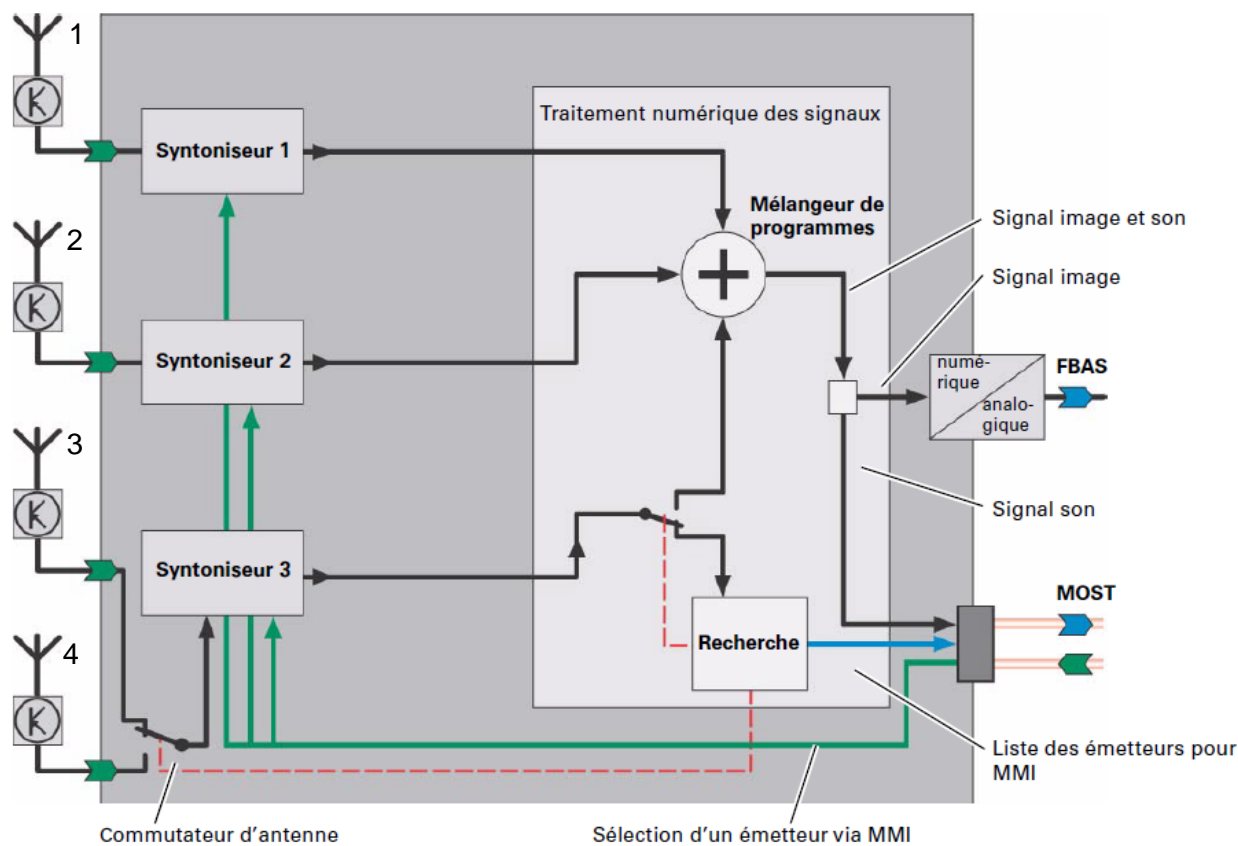 1
Traitement numérique des signaux
Syntoniseur 1
Mélangeur de
programmes
Signal image et son
2
Signal image
Syntoniseur 2
numé-
rique
analo-
gique
FBAS
3
Signal son
Syntoniseur 3
MOST
Recherche
4
Liste des émetteurs pour
MMI
Commutateur d'antenne
Sélection d'un émetteur via MMI